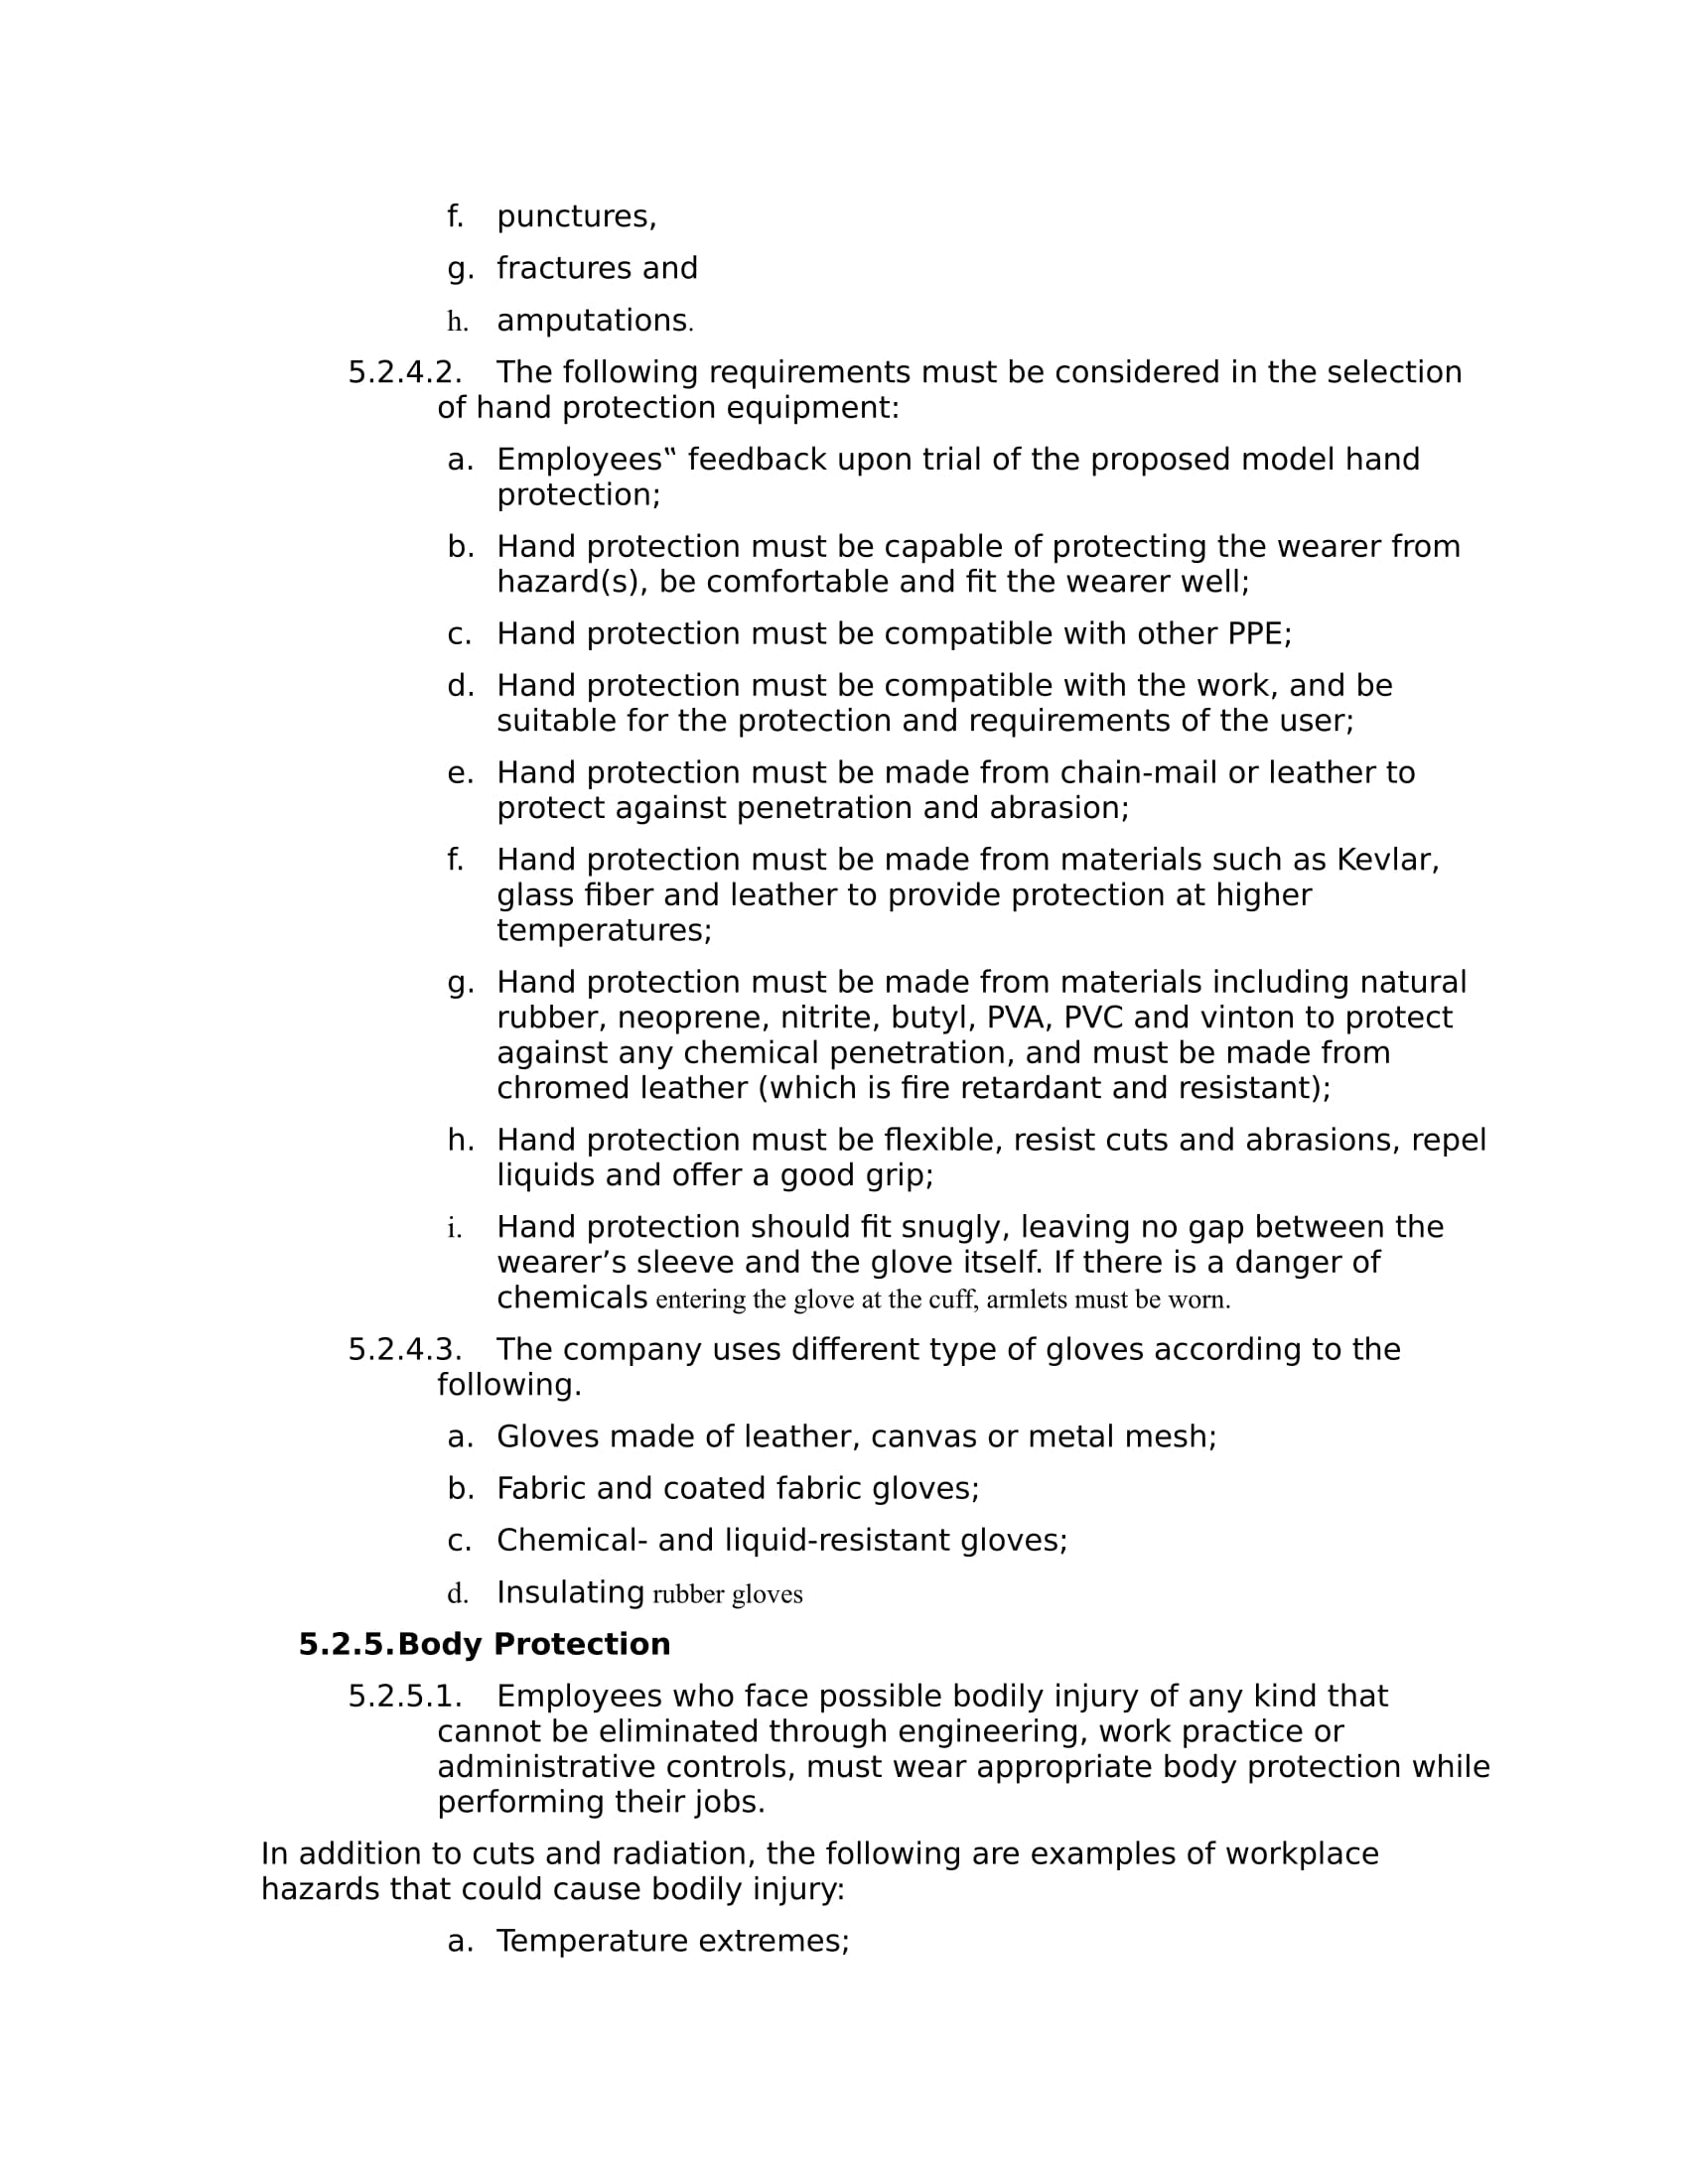 f. punctures,
g. fractures and
h. amputations.
5.2.4.2. The following requirements must be considered in the selection
of hand protection equipment:
a. Employees‟ feedback upon trial of the proposed model hand
protection;
b. Hand protection must be capable of protecting the wearer from
hazard(s), be comfortable and fit the wearer well;
c. Hand protection must be compatible with other PPE;
d. Hand protection must be compatible with the work, and be
suitable for the protection and requirements of the user;
e. Hand protection must be made from chain-mail or leather to
protect against penetration and abrasion;
f. Hand protection must be made from materials such as Kevlar,
glass fiber and leather to provide protection at higher
temperatures;
g. Hand protection must be made from materials including natural
rubber, neoprene, nitrite, butyl, PVA, PVC and vinton to protect
against any chemical penetration, and must be made from
chromed leather (which is fire retardant and resistant);
h. Hand protection must be flexible, resist cuts and abrasions, repel
liquids and offer a good grip;
i. Hand protection should fit snugly, leaving no gap between the
wearer’s sleeve and the glove itself. If there is a danger of
chemicals entering the glove at the cuff, armlets must be worn.
5.2.4.3. The company uses different type of gloves according to the
following.
a. Gloves made of leather, canvas or metal mesh;
b. Fabric and coated fabric gloves;
c. Chemical- and liquid-resistant gloves;
d. Insulating rubber gloves
5.2.5. Body Protection
5.2.5.1. Employees who face possible bodily injury of any kind that
cannot be eliminated through engineering, work practice or
administrative controls, must wear appropriate body protection while
performing their jobs.
In addition to cuts and radiation, the following are examples of workplace
hazards that could cause bodily injury:
a. Temperature extremes;